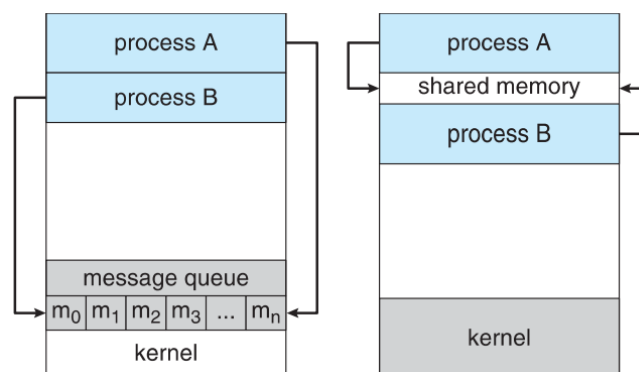 process A
process B
message queue
m0 m1 m2 m3 ... mn
kernel
process A
shared memory
process B
kernel